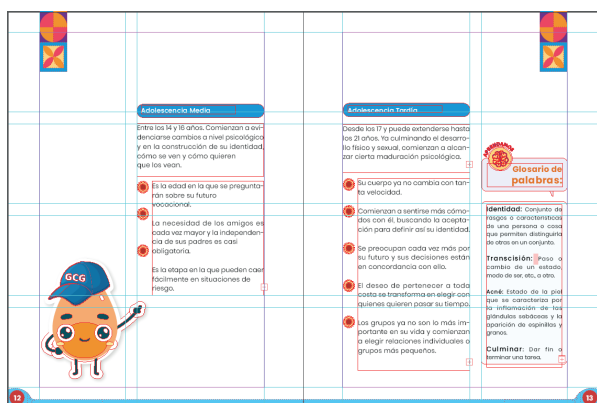 Adolescencia Media
Entre los 14 y 16 años. Comienzan a evi-
denciarse cambios a nivel psicológico
y en la construcción de su identidad,
cómo se ven y cómo quieren
que los vean.
Es la edad en la que se pregunta-
rán sobre su futuro
vocacional.
La necesidad de los amigos es
cada vez mayor y la independen-
cia de sus padres es casi
obligatoria.
Es la etapa en la que pueden caer
fácilmente en situaciones de
riesgo.
GCG
12
Adolescencia Tardía
Desde los 17 y puede extenderse hasta
los 21 años. Ya culminando el desarro-
llo físico y sexual, comienzan a alcan-
zar cierta maduración psicológica.
Su cuerpo ya no cambia con tan-
ta velocidad.
Comienzan a sentirse más cómo-
dos con él, buscando la acepta-
ción para definir así su identidad.
Se preocupan cada vez más por
su futuro y sus decisiones están
en concordancia con ello.
El deseo de pertenecer a toda
costa se transforma en elegir con
quienes quieren pasar su tiempo.
Los grupos ya no son lo más im-
portante en su vida y comienzan
a elegir relaciones individuales o
grupos más pequeños.
APRENDAMOS
Glosario de
palabras:
Identidad: Conjunto de
rasgos o características
de una persona o cosa
que permiten distinguirla
de otras en un conjunto.
Transcisión: Paso o
cambio de un estado,
modo de ser, etc., a otro.
Acné: Estado de la piel
que se caracteriza por
la inflamación de las
glándulas sebáceas y la
aparición de espinillas y
granos.
Culminar: Dar fin o
terminar una tarea.
13